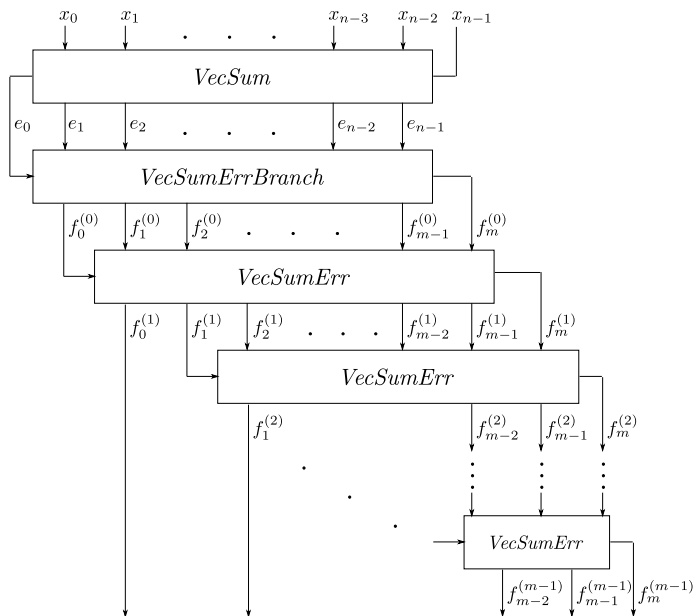 x_0 x_1 . . . x_{n-3} x_{n-2} x_{n-1}
VecSum
e_0 e_1 e_2 . . . e_{n-2} e_{n-1}
VecSumErrBranch
f_0^{(0)} f_1^{(0)} f_2^{(0)} . . . f_{m-1}^{(0)} f_m^{(0)}
VecSumErr
f_0^{(1)} f_1^{(1)} f_2^{(1)} . . . f_{m-2}^{(1)} f_{m-1}^{(1)} f_m^{(1)}
VecSumErr
f_1^{(2)} f_{m-2}^{(2)} f_{m-1}^{(2)} f_m^{(2)}
VecSumErr
f_{m-2}^{(m-1)} f_{m-1}^{(m-1)} f_m^{(m-1)}